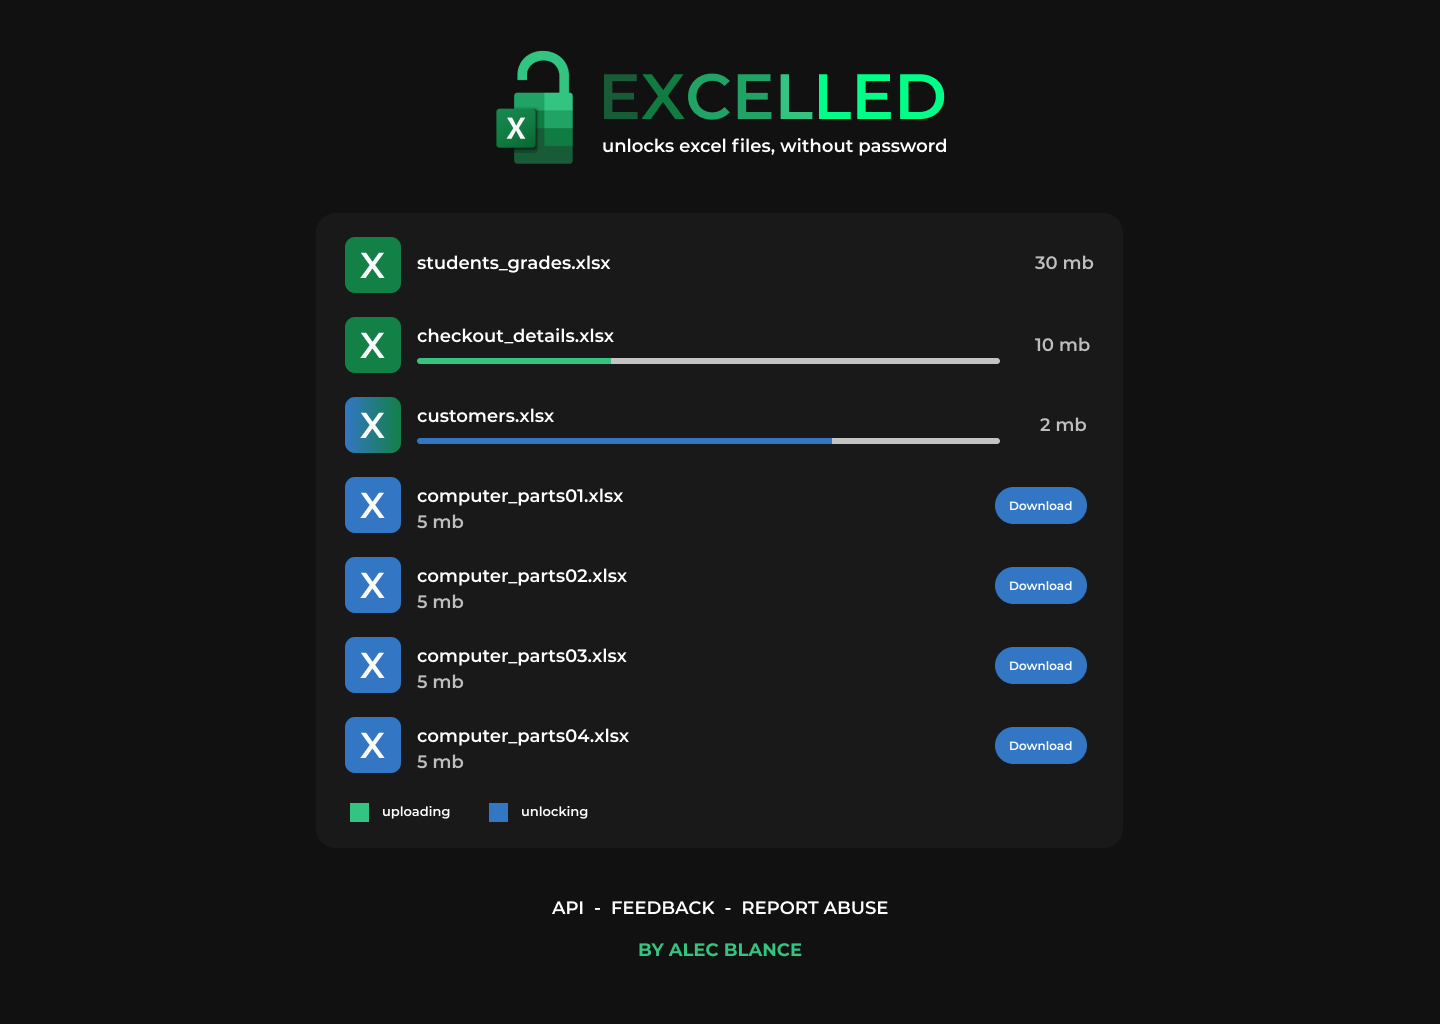 X
EXCELLED
unlocks excel files, without password
X students_grades.xlsx 30 mb
X checkout_details.xlsx 10 mb
X customers.xlsx 2 mb
X computer_parts01.xlsx
5 mb
Download
X computer_parts02.xlsx
5 mb
Download
X computer_parts03.xlsx
5 mb
Download
X computer_parts04.xlsx
5 mb
Download
uploading unlocking
API - FEEDBACK - REPORT ABUSE
BY ALEC BLANCE